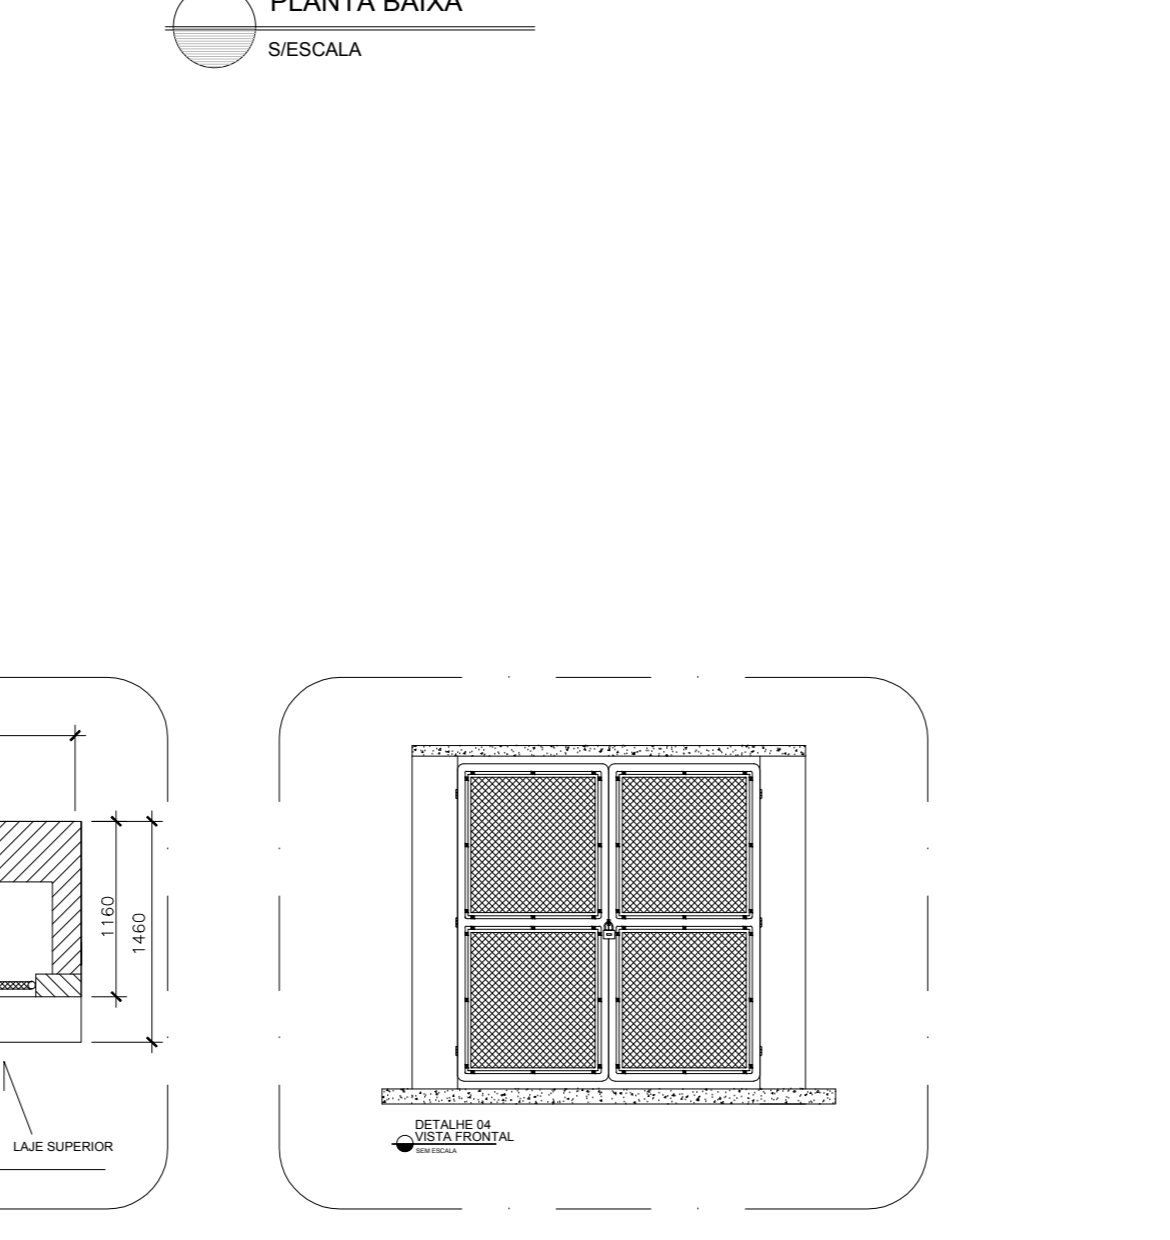 PLANTA BAIXA
S/ESCALA
1160
1460
LAJE SUPERIOR
DETALHE 04
VISTA FRONTAL
SEM ESCALA